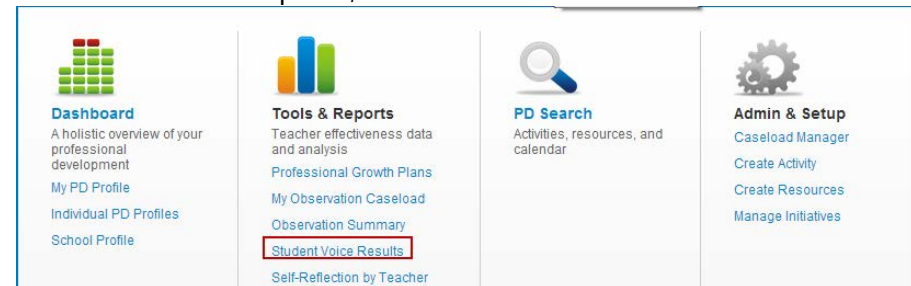 Dashboard
A holistic overview of your
professional
development
My PD Profile
Individual PD Profiles
School Profile
Tools & Reports
Teacher effectiveness data
and analysis
Professional Growth Plans
My Observation Caseload
Observation Summary
Student Voice Results
Self-Reflection by Teacher
PD Search
Activities, resources, and
calendar
Admin & Setup
Caseload Manager
Create Activity
Create Resources
Manage Initiatives